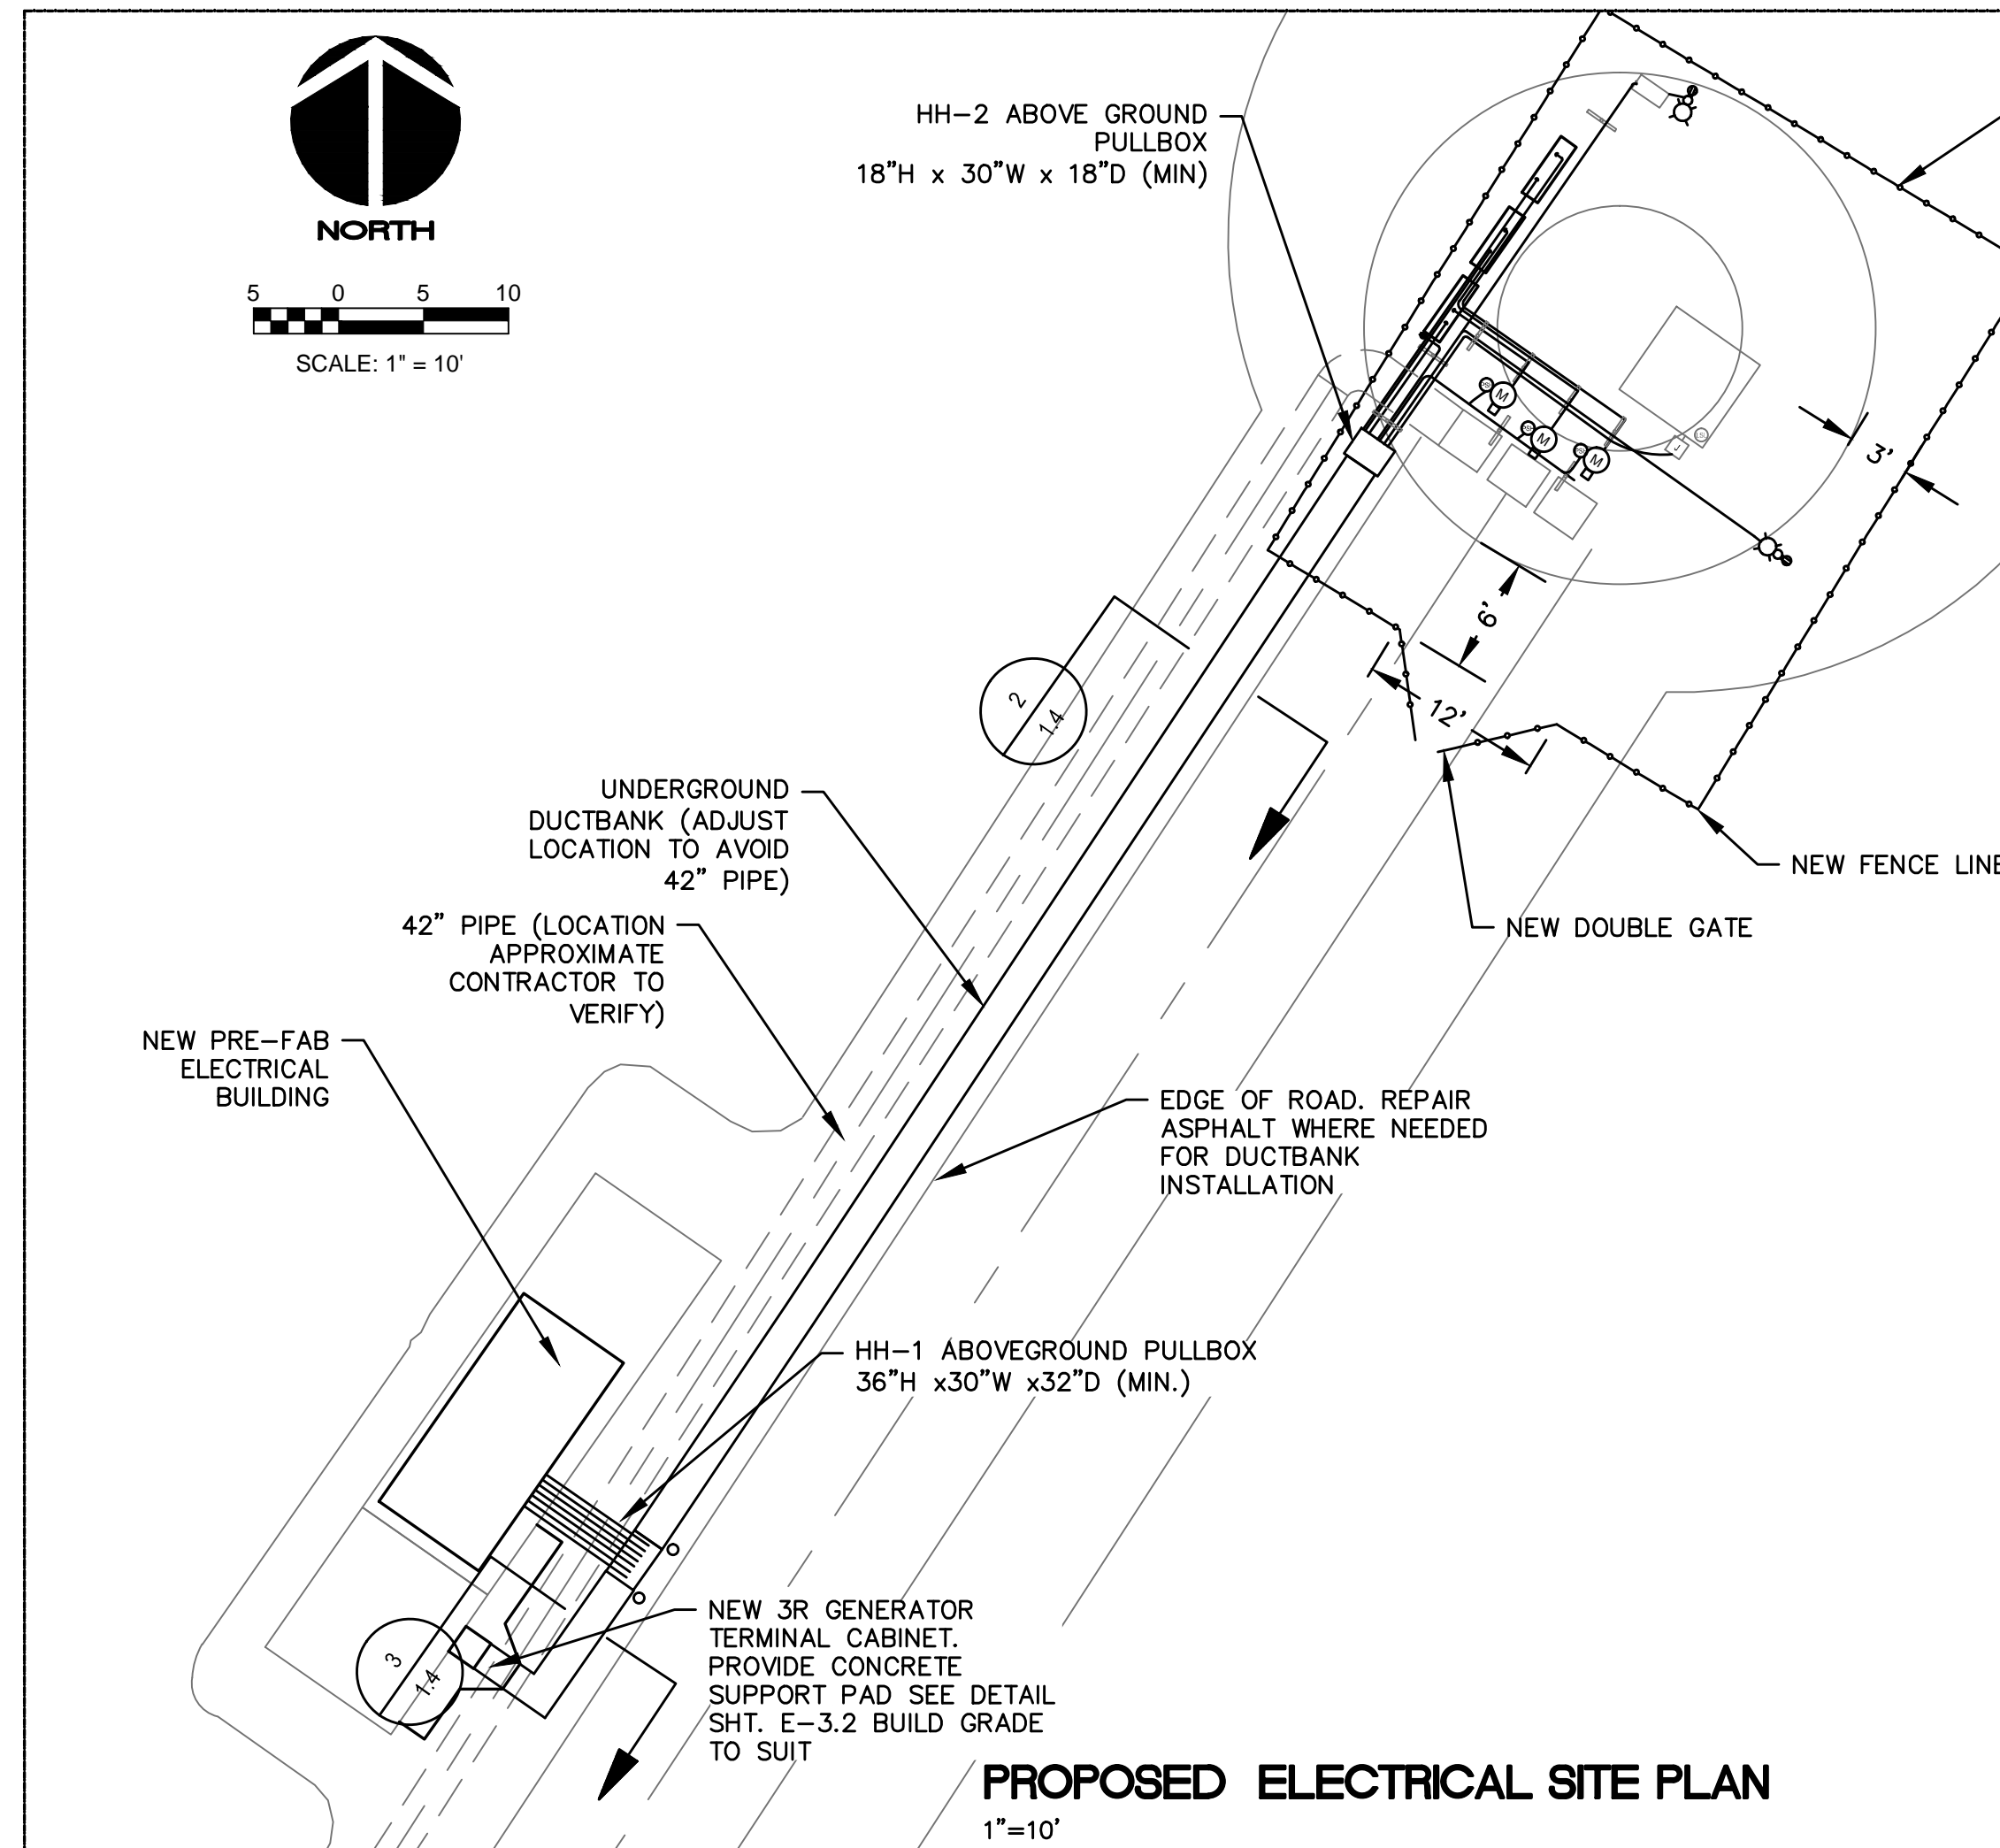 NORTH
5 0 5 10
SCALE: 1" = 10'
HH-2 ABOVE GROUND
PULLBOX
18"H x 30"W x 18"D (MIN)
M
M
M
J
3'
6'
12'
2
1.4
UNDERGROUND
DUCTBANK (ADJUST
LOCATION TO AVOID
42" PIPE)
NEW FENCE LINE
NEW DOUBLE GATE
42" PIPE (LOCATION
APPROXIMATE
CONTRACTOR TO
VERIFY)
NEW PRE-FAB
ELECTRICAL
BUILDING
EDGE OF ROAD. REPAIR
ASPHALT WHERE NEEDED
FOR DUCTBANK
INSTALLATION
HH-1 ABOVEGROUND PULLBOX
36"H x30"W x32"D (MIN.)
3
1.4
NEW 3R GENERATOR
TERMINAL CABINET.
PROVIDE CONCRETE
SUPPORT PAD SEE DETAIL
SHT. E-3.2 BUILD GRADE
TO SUIT
PROPOSED ELECTRICAL SITE PLAN
1"=10'